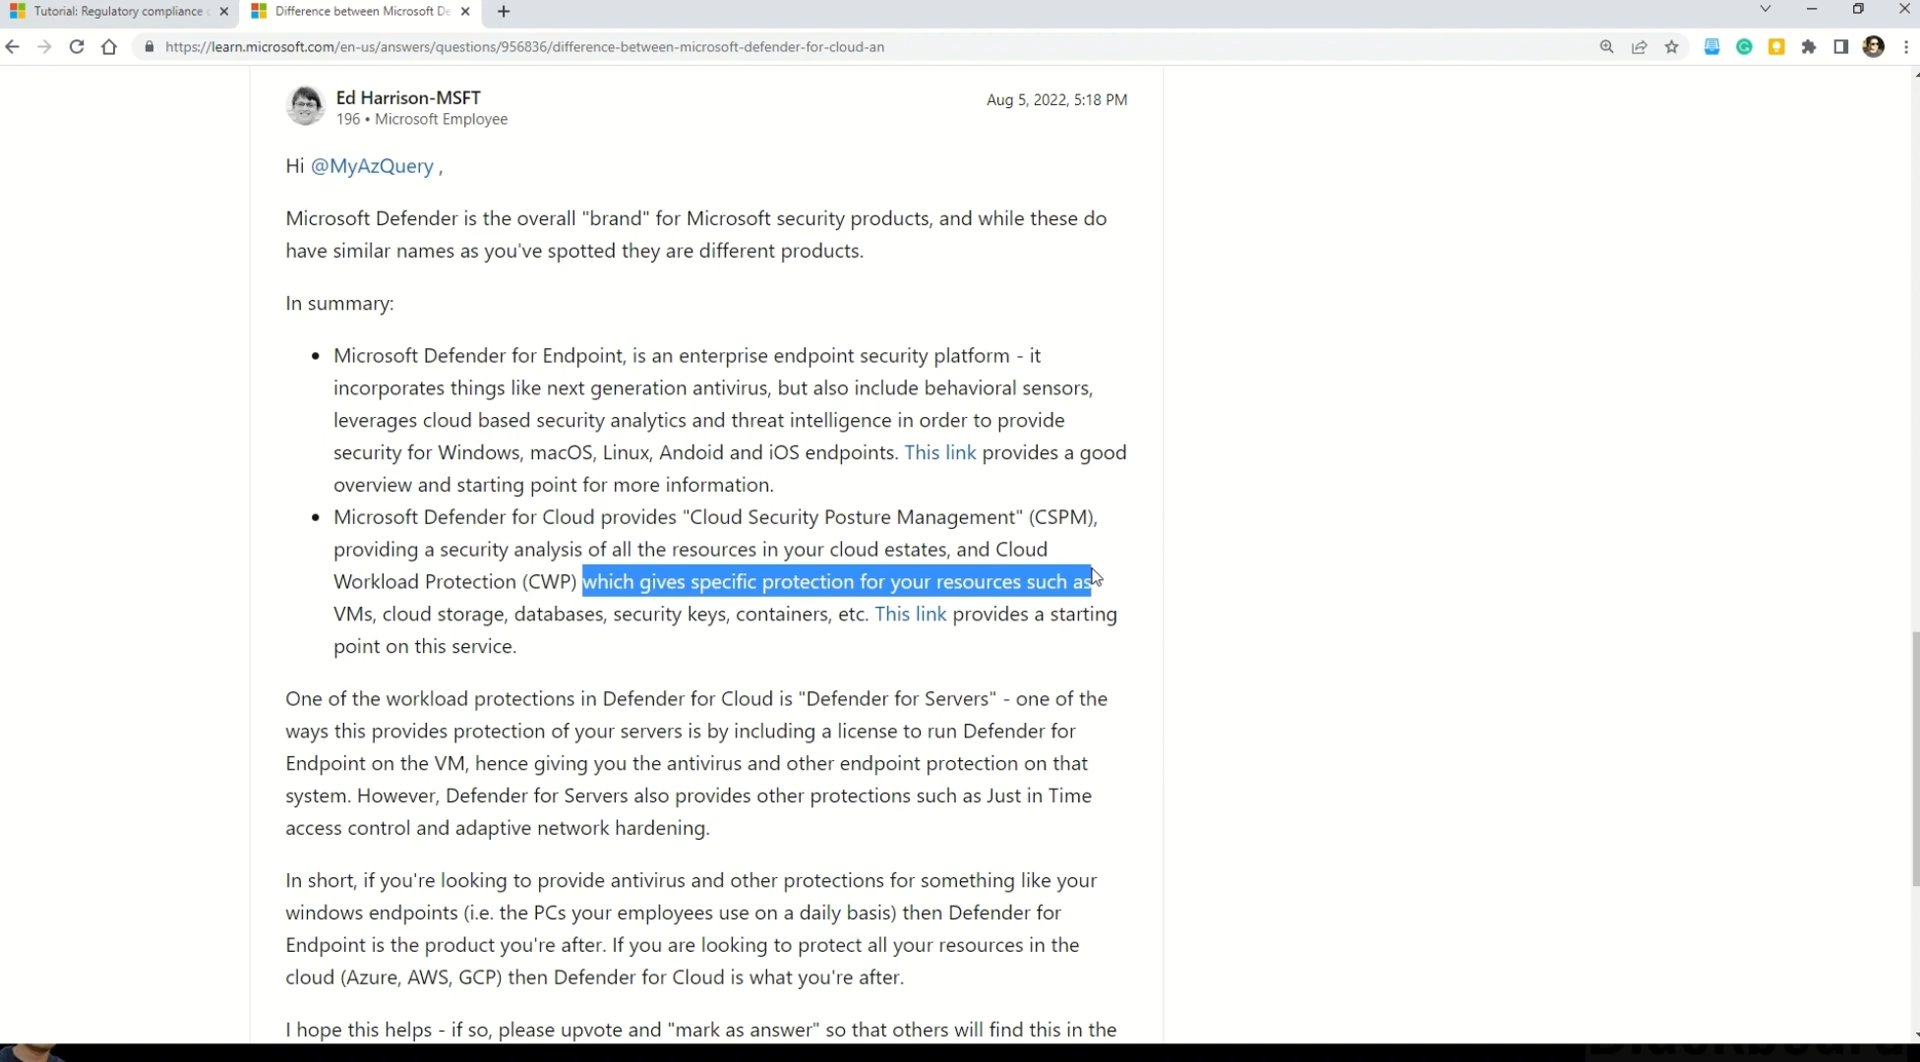 Tutorial: Regulatory compliance
Difference between Microsoft De
https://learn.microsoft.com/en-us/answers/questions/956836/difference-between-microsoft-defender-for-cloud-an
Ed Harrison-MSFT
Aug 5, 2022, 5:18 PM
196 • Microsoft Employee
Hi @MyAzQuery ,
Microsoft Defender is the overall "brand" for Microsoft security products, and while these do
have similar names as you've spotted they are different products.
In summary:
• Microsoft Defender for Endpoint, is an enterprise endpoint security platform - it
incorporates things like next generation antivirus, but also include behavioral sensors,
leverages cloud based security analytics and threat intelligence in order to provide
security for Windows, macOS, Linux, Andoid and iOS endpoints. This link provides a good
overview and starting point for more information.
• Microsoft Defender for Cloud provides "Cloud Security Posture Management" (CSPM),
providing a security analysis of all the resources in your cloud estates, and Cloud
Workload Protection (CWP) which gives specific protection for your resources such as
VMs, cloud storage, databases, security keys, containers, etc. This link provides a starting
point on this service.
One of the workload protections in Defender for Cloud is "Defender for Servers" - one of the
ways this provides protection of your servers is by including a license to run Defender for
Endpoint on the VM, hence giving you the antivirus and other endpoint protection on that
system. However, Defender for Servers also provides other protections such as Just in Time
access control and adaptive network hardening.
In short, if you're looking to provide antivirus and other protections for something like your
windows endpoints (i.e. the PCs your employees use on a daily basis) then Defender for
Endpoint is the product you're after. If you are looking to protect all your resources in the
cloud (Azure, AWS, GCP) then Defender for Cloud is what you're after.
I hope this helps - if so, please upvote and "mark as answer" so that others will find this in the